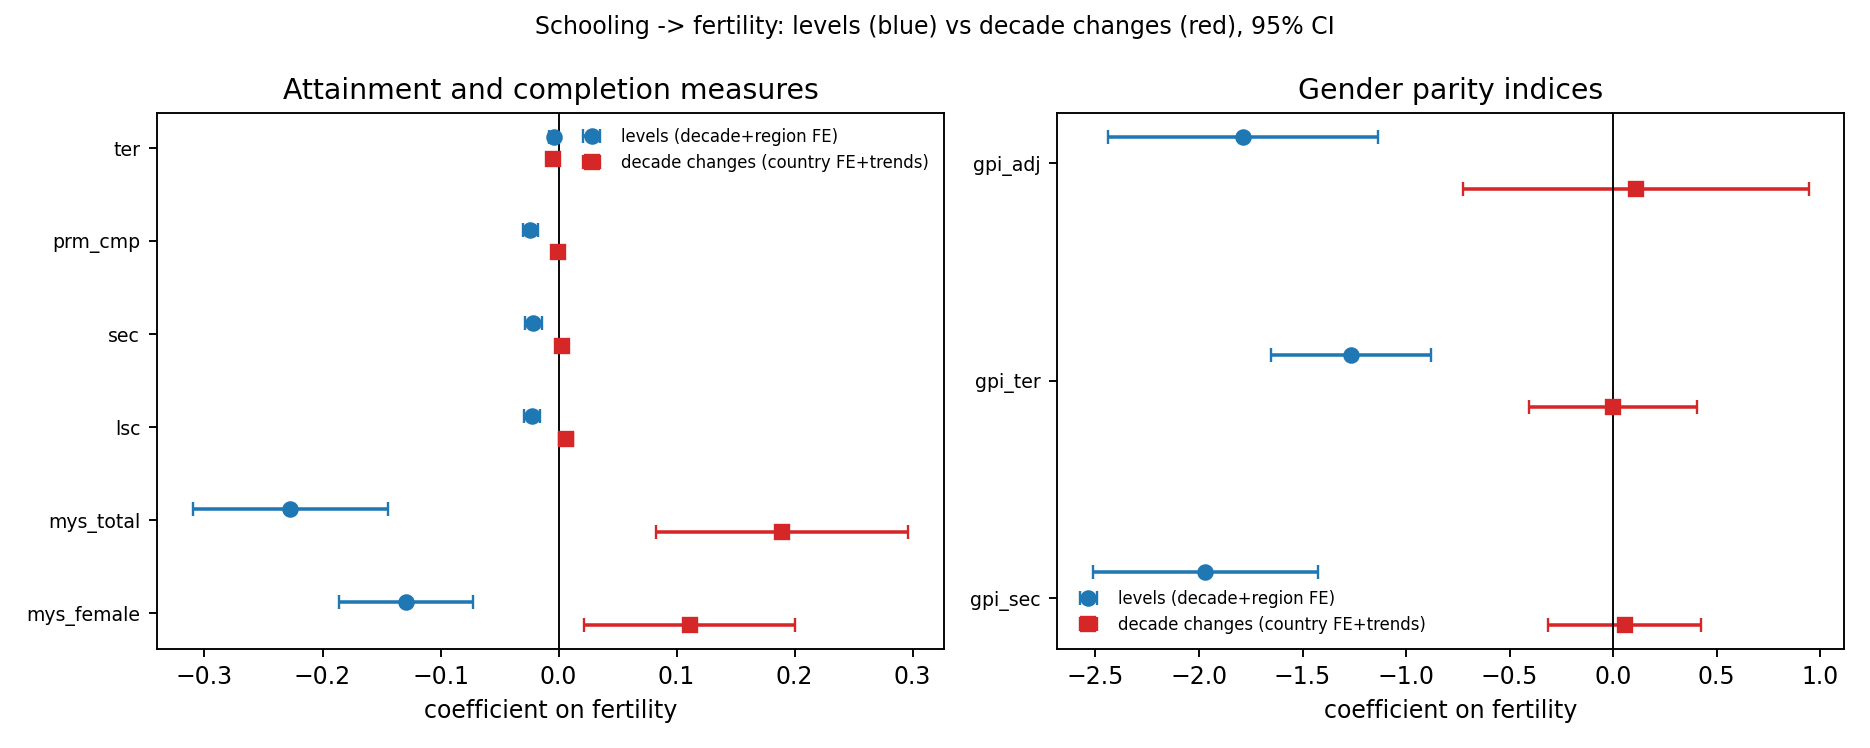 Schooling -> fertility: levels (blue) vs decade changes (red), 95% CI
Attainment and completion measures
levels (decade+region FE)
decade changes (country FE+trends)
ter
prm_cmp
sec
lsc
mys_total
mys_female
−0.3 −0.2 −0.1 0.0 0.1 0.2 0.3
coefficient on fertility
Gender parity indices
gpi_adj
gpi_ter
gpi_sec
levels (decade+region FE)
decade changes (country FE+trends)
−2.5 −2.0 −1.5 −1.0 −0.5 0.0 0.5 1.0
coefficient on fertility